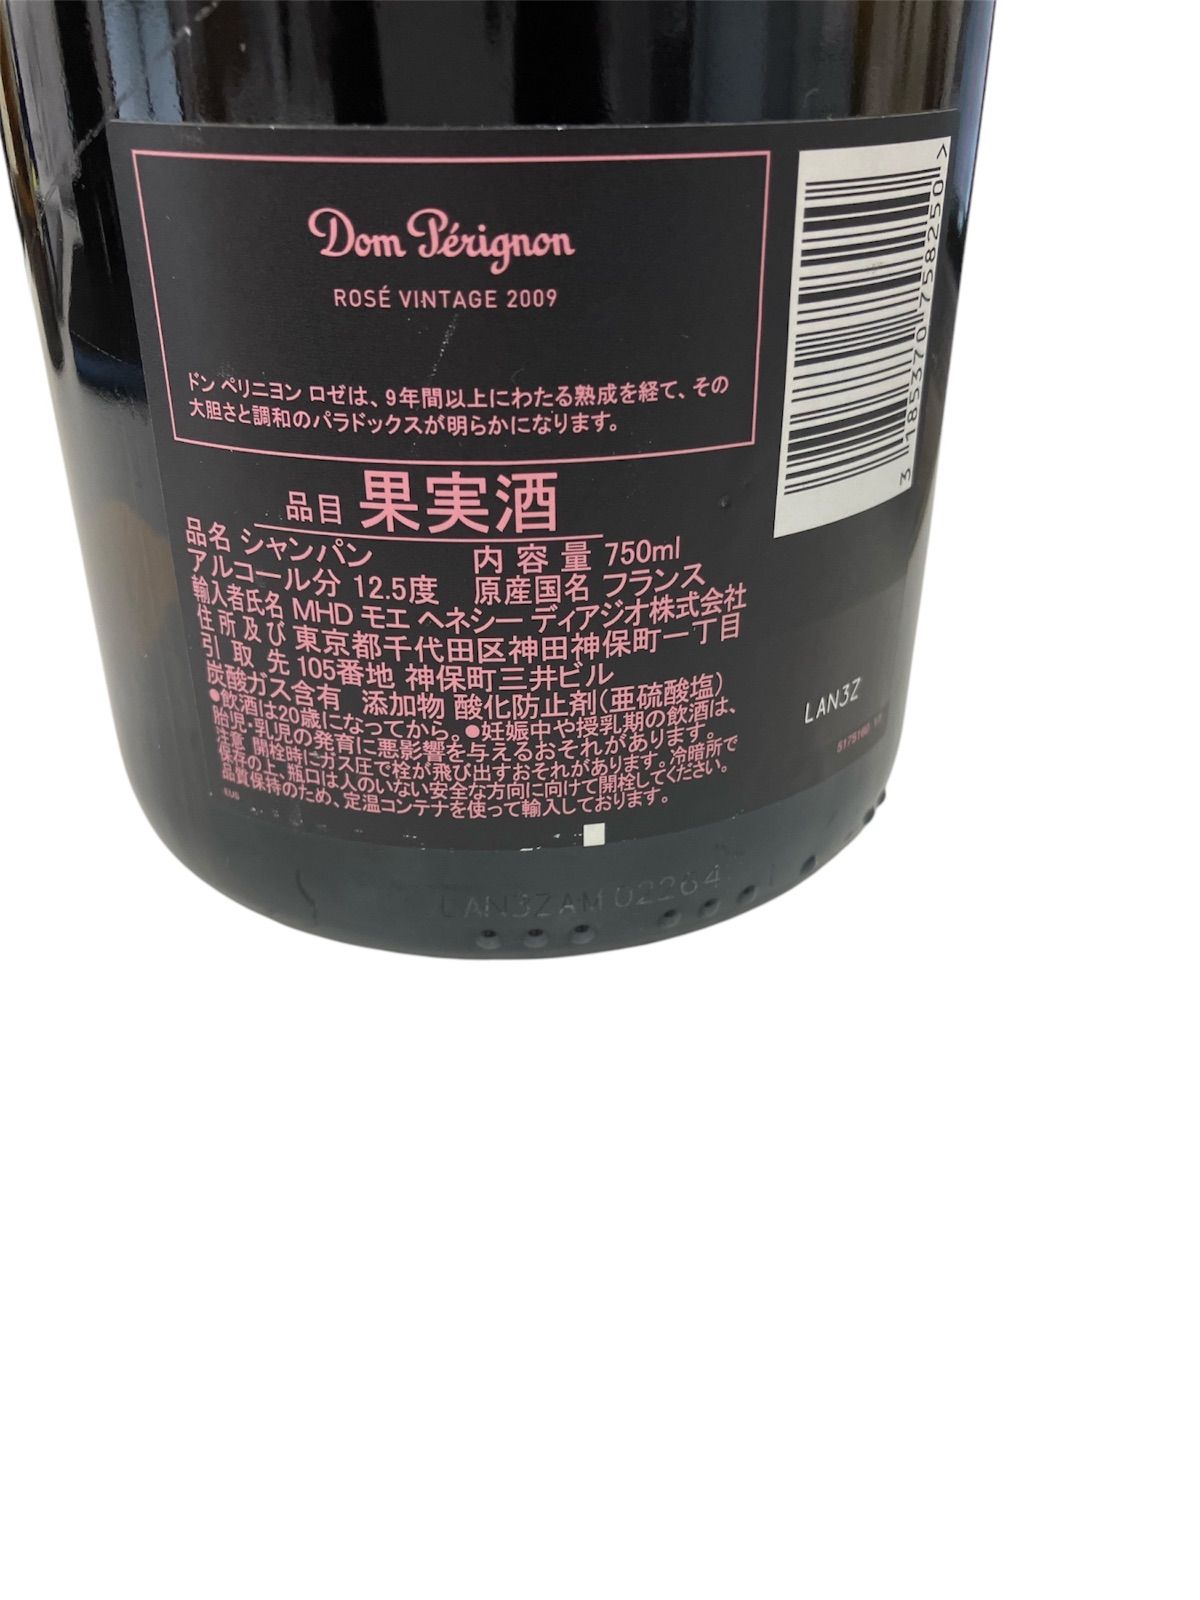 Dom Pérignon
ROSÉ VINTAGE 2009
ドン ペリニヨン ロゼは、9年間以上にわたる熟成を経て、その
大胆さと調和のパラドックスが明らかになります。
品目 果実酒
品名 シャンパン 内容量 750ml
アルコール分 12.5度 原産国名 フランス
輸入者氏名 MHD モエ ヘネシー ディアジオ株式会社
住所及び 東京都千代田区神田神保町一丁目
引取先 105番地 神保町三井ビル
炭酸ガス含有 添加物 酸化防止剤(亜硫酸塩)
●飲酒は20歳になってから。●妊娠中や授乳期の飲酒は、
胎児・乳児の発育に悪影響を与えるおそれがあります。
注意 開栓時にガス圧で栓が飛び出すおそれがあります。冷暗所で
保存の上、瓶口は人のいない安全な方向に向けて開栓してください。
品質保持のため、定温コンテナを使って輸入しております。
EUS
3 185370 758250 >
LAN3Z
5175160
LAN3ZAM 02264